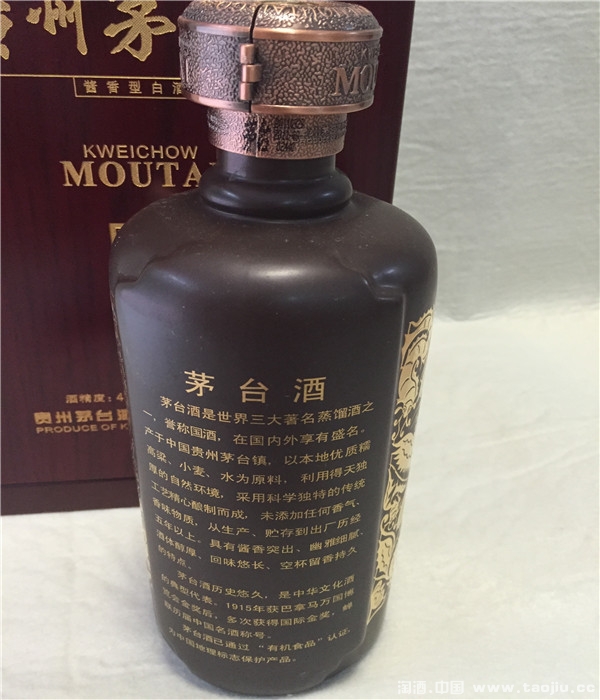 贵州茅
酱香型白酒
KWEICHOW
MOUTAI
MOU
酒精度：4
贵州茅台酒
PRODUCE OF K
茅台酒
茅台酒是世界三大著名蒸馏酒之
一，誉称国酒，在国内外享有盛名。
产于中国贵州茅台镇，以本地优质糯
高粱、小麦、水为原料，利用得天独
厚的自然环境，采用科学独特的传统
工艺精心酿制而成，未添加任何香气、
香味物质，从生产、贮存到出厂历经
五年以上。具有酱香突出、幽雅细腻、
酒体醇厚、回味悠长、空杯留香持久
的特点。
茅台酒历史悠久，是中华文化酒
的典型代表。1915年获巴拿马万国博
览会金奖后，多次获得国际金奖，蝉
联历届中国名酒称号。
茅台酒已通过“有机食品”认证，
为中国地理标志保护产品。
淘酒.中国 www.taojiu.cc